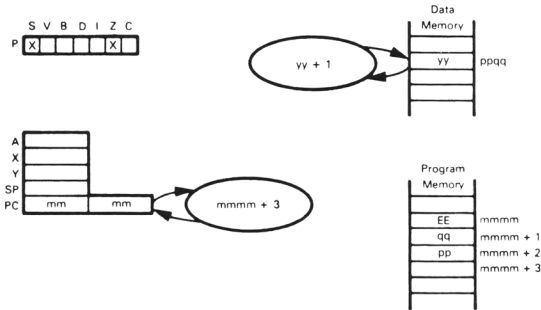 S V B D I Z C
P X X
Data
Memory
yy + 1
yy ppqq
A
X
Y
SP
PC mm mm
mmmm + 3
Program
Memory
EE mmmm
qq mmmm + 1
pp mmmm + 2
mmmm + 3